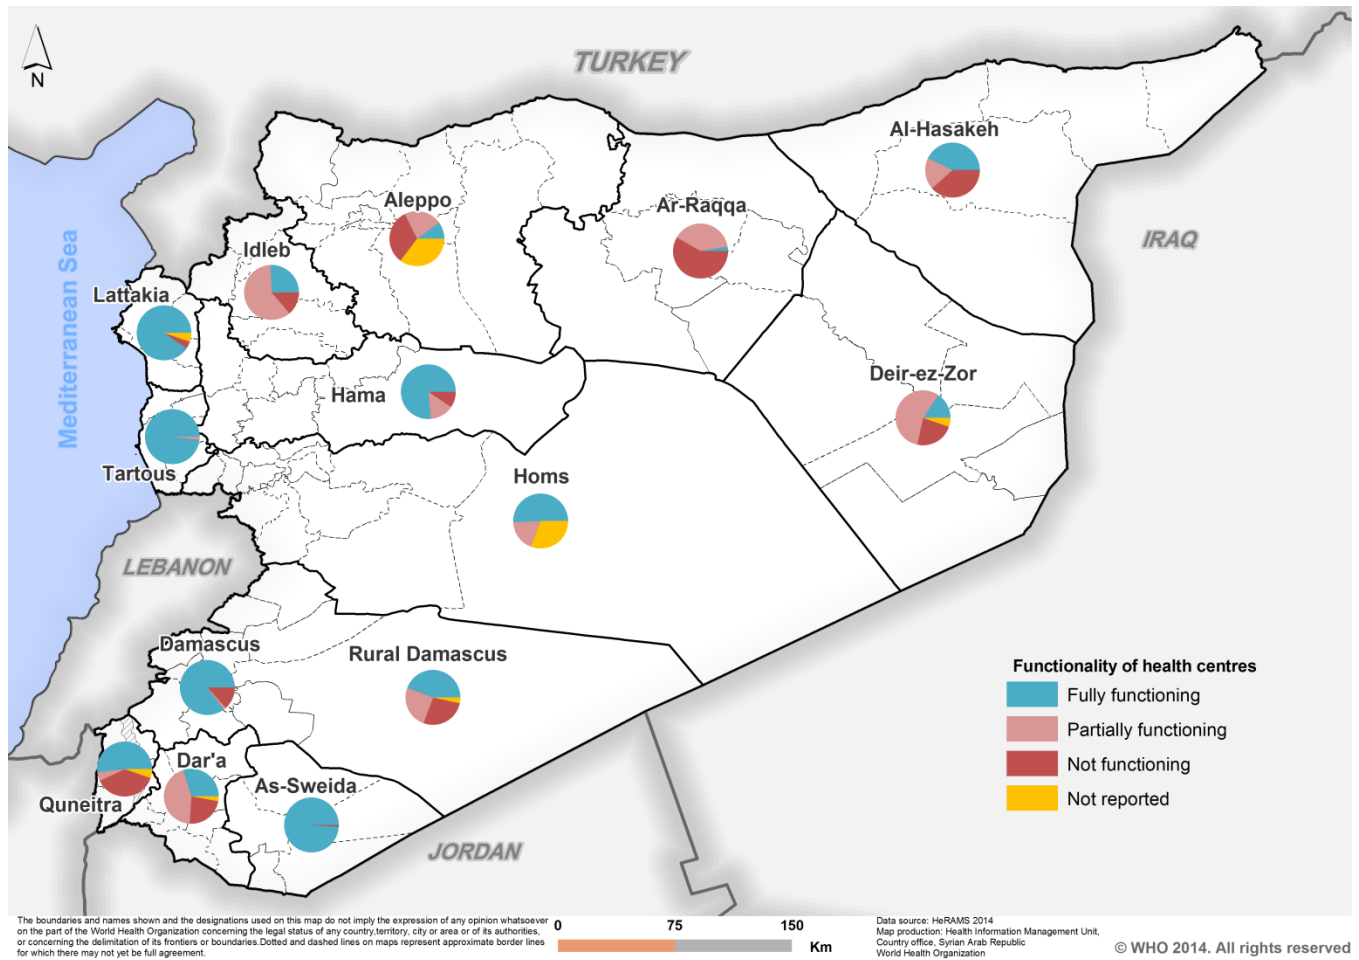 N
TURKEY
Mediterranean Sea
IRAQ
LEBANON
JORDAN
Al-Hasakeh
Aleppo
Ar-Raqqa
Idleb
Lattakia
Deir-ez-Zor
Hama
Tartous
Homs
Damascus
Rural Damascus
Dar'a
As-Sweida
Quneitra
Functionality of health centres
Fully functioning
Partially functioning
Not functioning
Not reported
The boundaries and names shown and the designations used on this map do not imply the expression of any opinion whatsoever
on the part of the World Health Organization concerning the legal status of any country,territory, city or area or of its authorities,
or concerning the delimitation of its frontiers or boundaries.Dotted and dashed lines on maps represent approximate border lines
for which there may not yet be full agreement.
0 75 150
Km
Data source: HeRAMS 2014
Map production: Health Information Management Unit,
Country office, Syrian Arab Republic
World Health Organization
© WHO 2014. All rights reserved